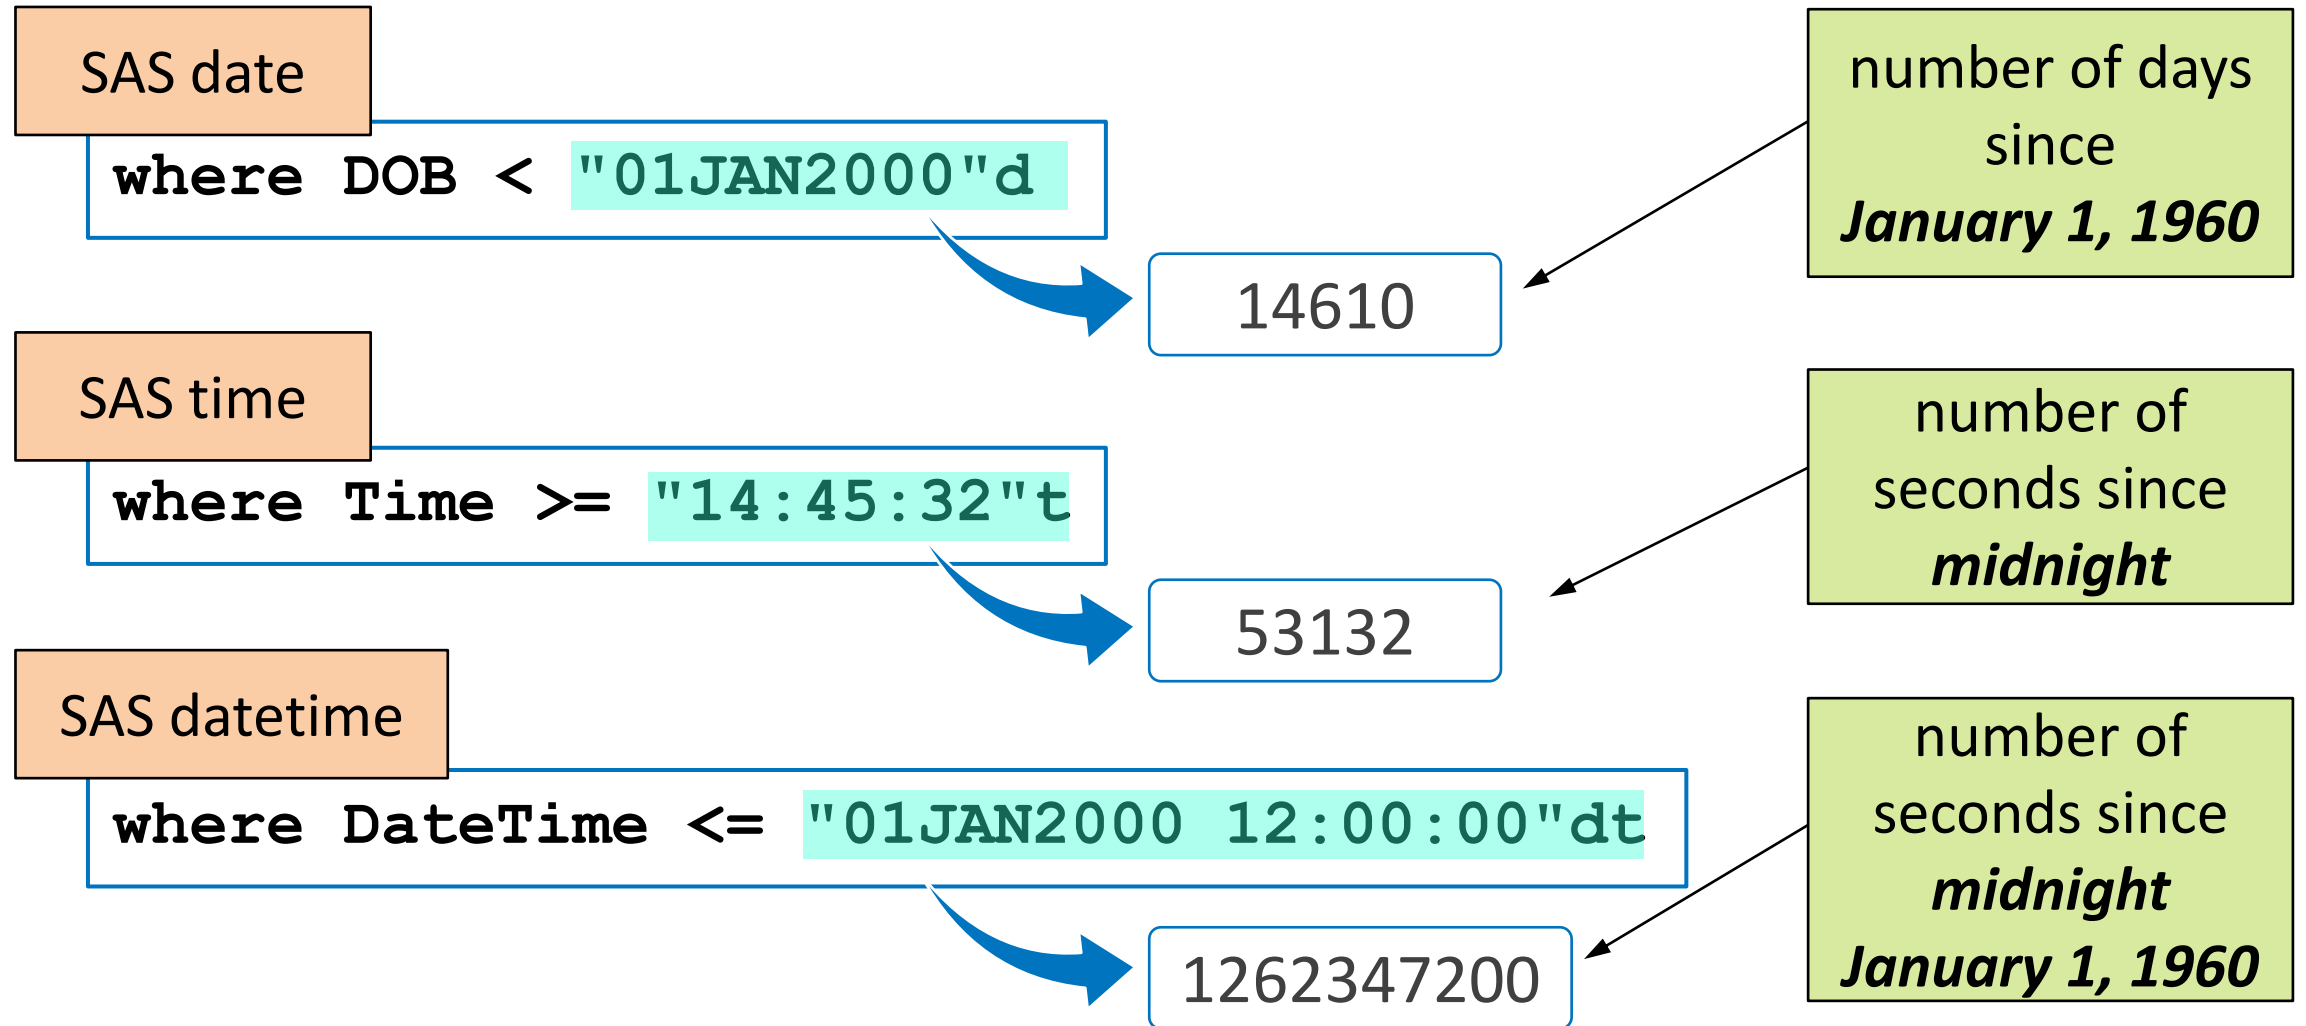 SAS date
where DOB < "01JAN2000"d
14610
number of days
since
January 1, 1960
SAS time
where Time >= "14:45:32"t
53132
number of
seconds since
midnight
SAS datetime
where DateTime <= "01JAN2000 12:00:00"dt
1262347200
number of
seconds since
midnight
January 1, 1960